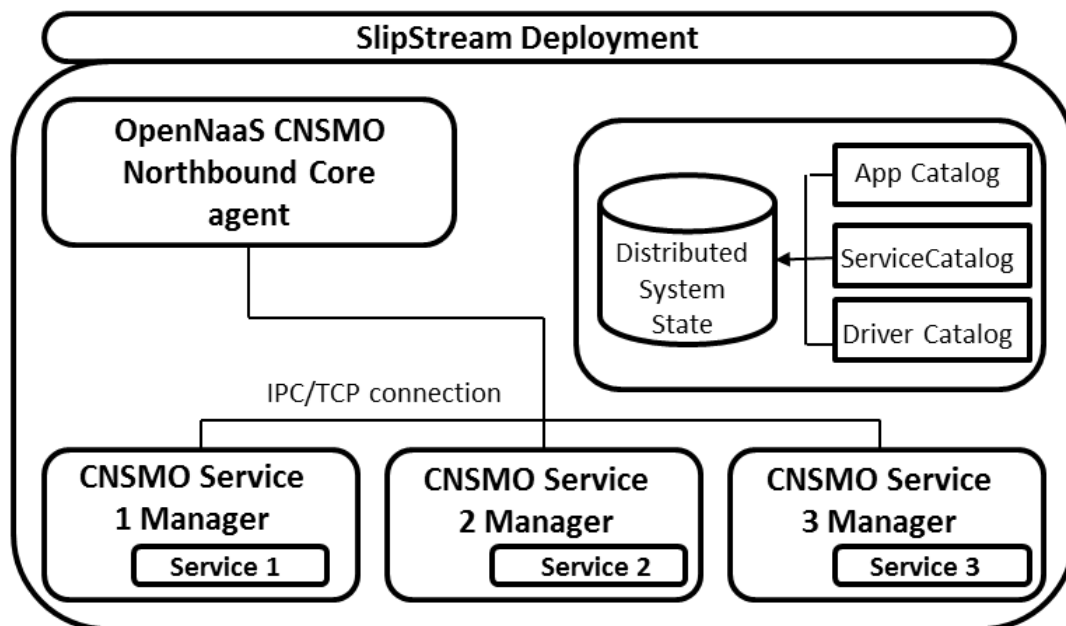 SlipStream Deployment
OpenNaaS CNSMO
Northbound Core
agent
Distributed
System
State
App Catalog
ServiceCatalog
Driver Catalog
IPC/TCP connection
CNSMO Service
1 Manager
Service 1
CNSMO Service
2 Manager
Service 2
CNSMO Service
3 Manager
Service 3